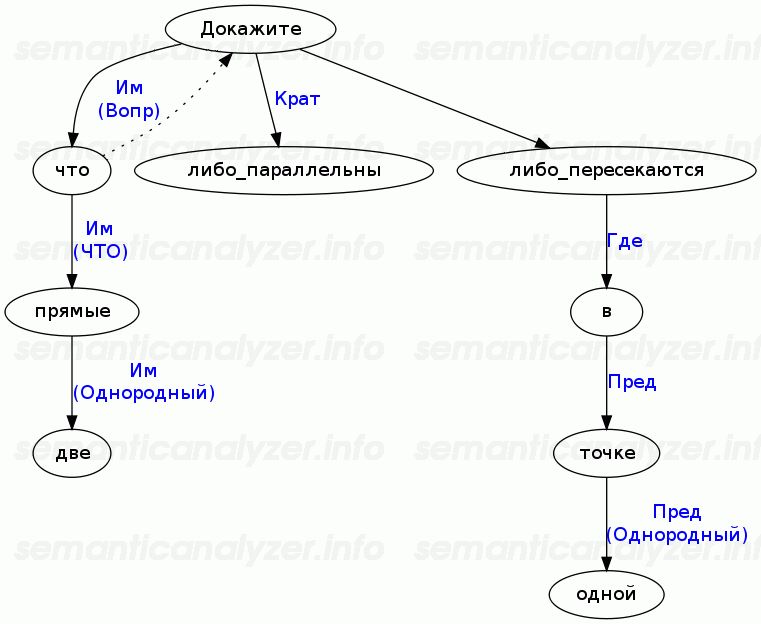 Докажите
Им
(Вопр)
Крат
что
либо_параллельны
либо_пересекаются
Им
(ЧТО)
Где
прямые
в
Им
(Однородный)
Пред
две
точке
Пред
(Однородный)
одной
semanticanalyzer.info semanticanalyzer.info
semanticanalyzer.info semanticanalyzer.info
semanticanalyzer.info semanticanalyzer.info
semanticanalyzer.info semanticanalyzer.info
semanticanalyzer.info semanticanalyzer.info
semanticanalyzer.info semanticanalyzer.info